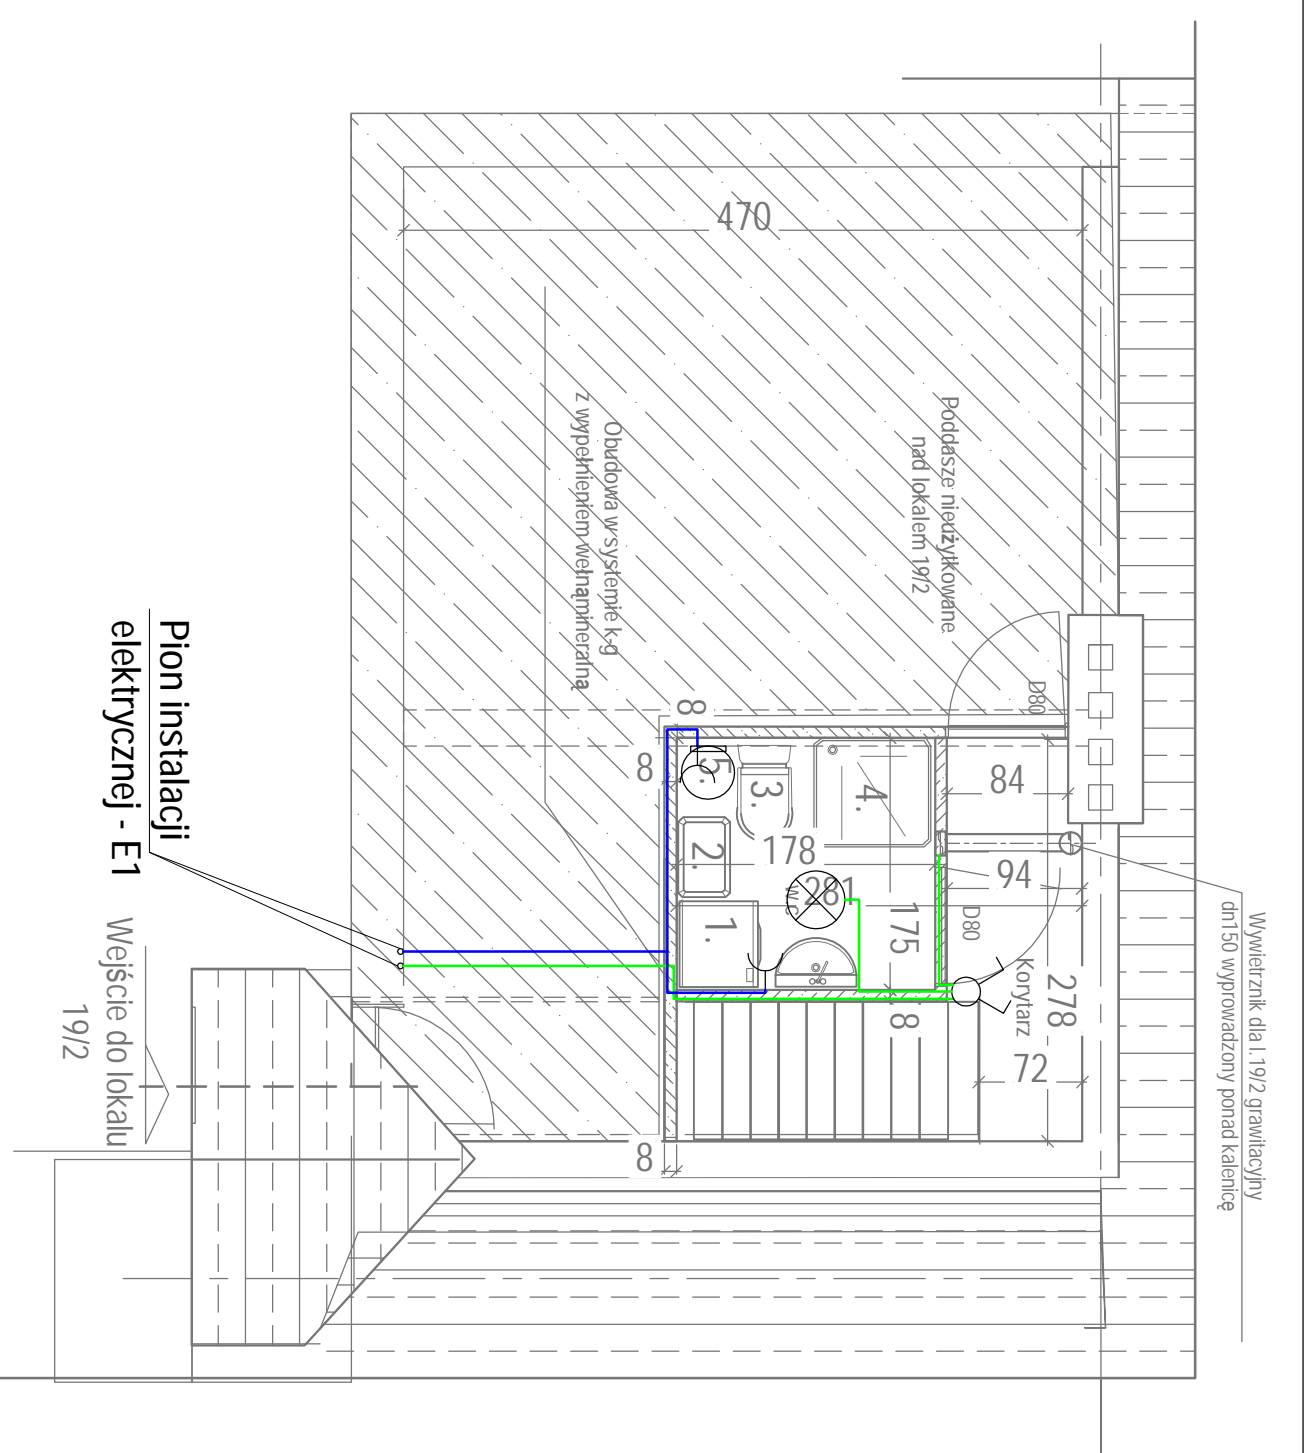 470
Poddasze nieużytkowane
nad lokalem 19/2
Obudowa w systemie k-g
z wypełnieniem wełnąmineralną
Pion instalacji
elektrycznej - E1
Wejście do lokalu
19/2
Wywietrznik dla l.19/2 grawitacyjny
dn150 wyprowadzony ponad kalenicę
D80
8
8
84
5.
3.
4.
178
2.
281
WC
94
175
1.
D80
Korytarz
278
8
72
8